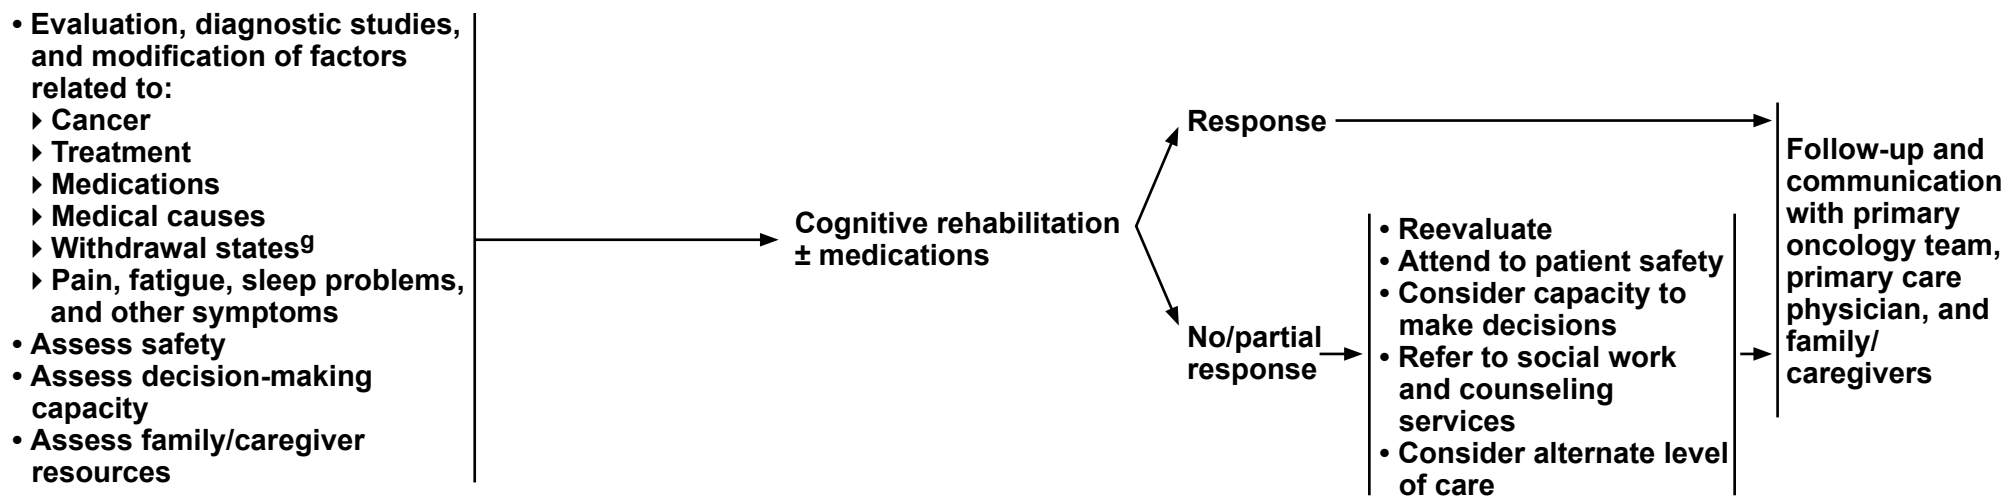 • Evaluation, diagnostic studies,
and modification of factors
related to:
▸ Cancer
▸ Treatment
▸ Medications
▸ Medical causes
▸ Withdrawal statesᵍ
▸ Pain, fatigue, sleep problems,
and other symptoms
• Assess safety
• Assess decision-making
capacity
• Assess family/caregiver
resources
Cognitive rehabilitation
± medications
Response
No/partial
response
• Reevaluate
• Attend to patient safety
• Consider capacity to
make decisions
• Refer to social work
and counseling
services
• Consider alternate level
of care
Follow-up and
communication
with primary
oncology team,
primary care
physician, and
family/
caregivers